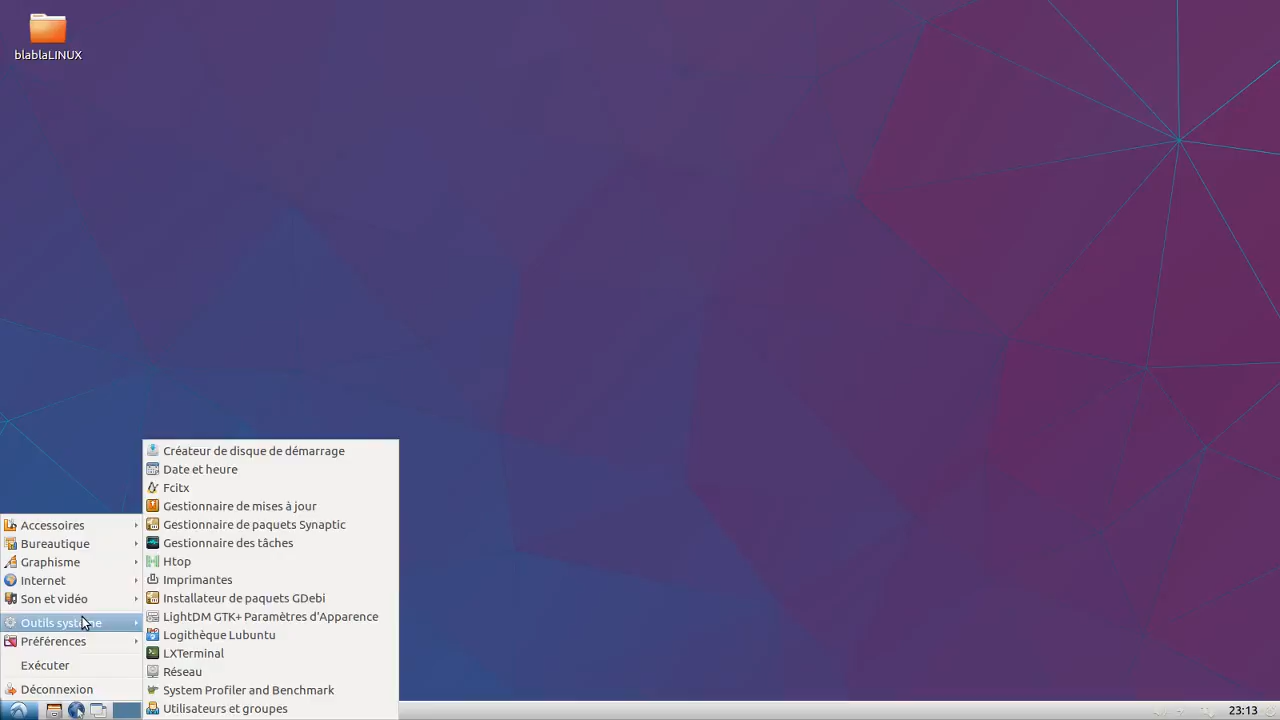 blablaLINUX
Créateur de disque de démarrage
Date et heure
Fcitx
Gestionnaire de mises à jour
Gestionnaire de paquets Synaptic
Gestionnaire des tâches
Htop
Imprimantes
Installateur de paquets GDebi
LightDM GTK+ Paramètres d'Apparence
Logithèque Lubuntu
LXTerminal
Réseau
System Profiler and Benchmark
Utilisateurs et groupes
Accessoires
Bureautique
Graphisme
Internet
Son et vidéo
Outils système
Préférences
Exécuter
Déconnexion
23:13